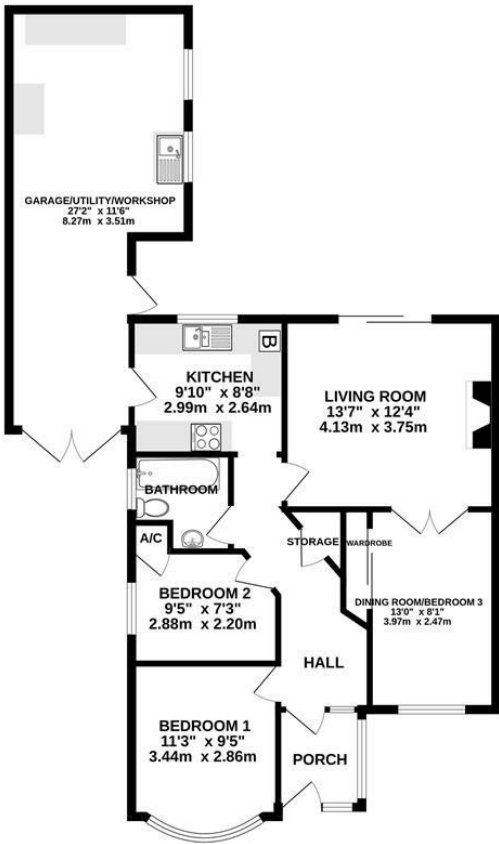 GARAGE/UTILITY/WORKSHOP
27'2" x 11'6"
8.27m x 3.51m
B
KITCHEN
9'10" x 8'8"
2.99m x 2.64m
LIVING ROOM
13'7" x 12'4"
4.13m x 3.75m
BATHROOM
A/C
STORAGE
WARDROBE
BEDROOM 2
9'5" x 7'3"
2.88m x 2.20m
DINING ROOM/BEDROOM 3
13'0" x 8'1"
3.97m x 2.47m
HALL
BEDROOM 1
11'3" x 9'5"
3.44m x 2.86m
PORCH